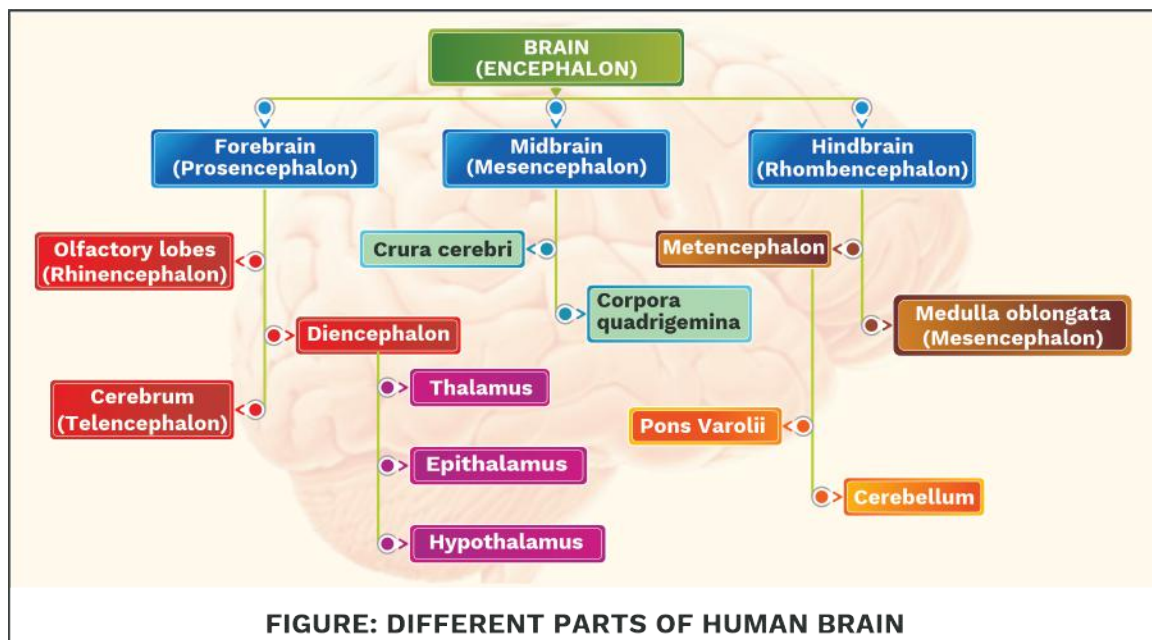 BRAIN
(ENCEPHALON)
Forebrain
(Prosencephalon)
Midbrain
(Mesencephalon)
Hindbrain
(Rhombencephalon)
Olfactory lobes
(Rhinencephalon)
Crura cerebri
Metencephalon
Corpora
quadrigemina
Medulla oblongata
(Mesencephalon)
Diencephalon
Thalamus
Cerebrum
(Telencephalon)
Pons Varolii
Epithalamus
Cerebellum
Hypothalamus
FIGURE: DIFFERENT PARTS OF HUMAN BRAIN